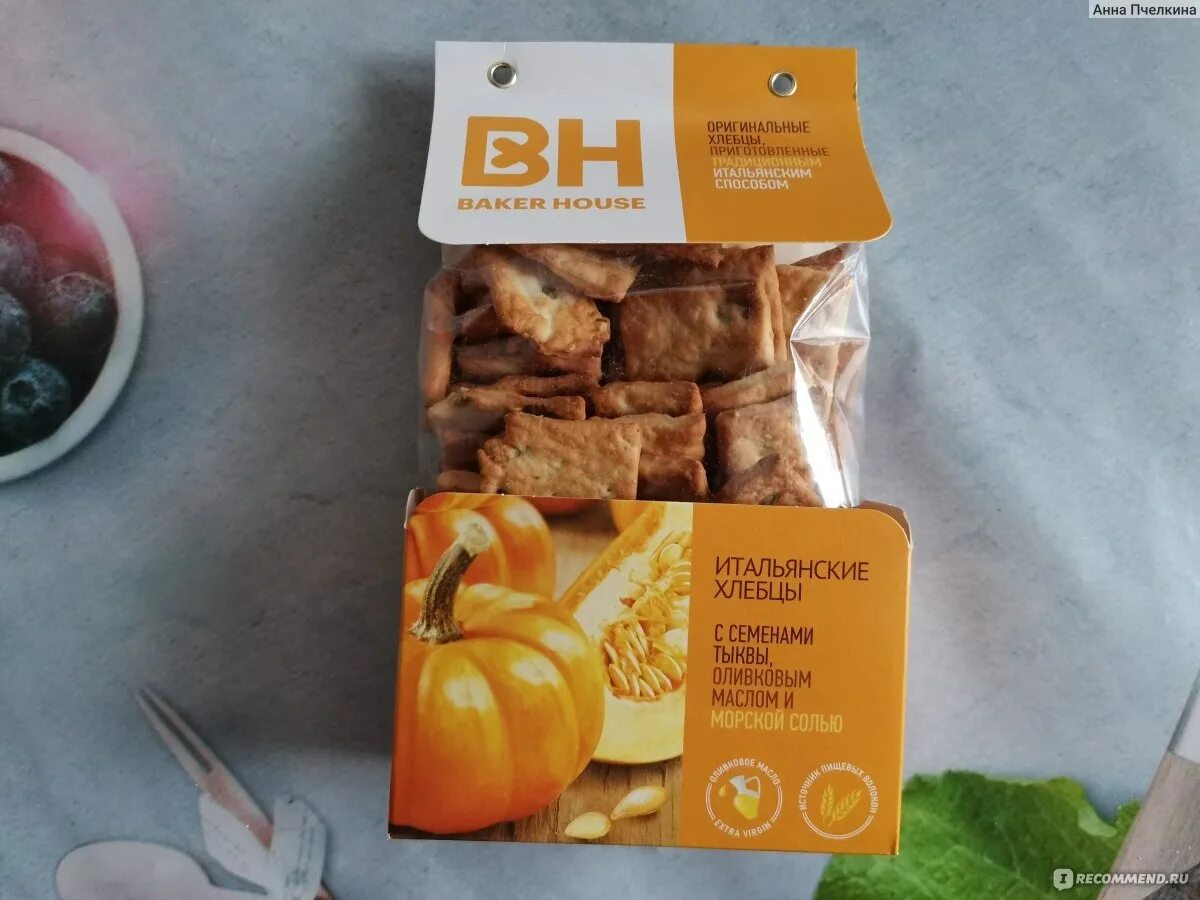 Анна Пчелкина
BH
BAKER HOUSE
ОРИГИНАЛЬНЫЕ
ХЛЕБЦЫ,
ПРИГОТОВЛЕННЫЕ
ТРАДИЦИОННЫМ
ИТАЛЬЯНСКИМ
СПОСОБОМ
ИТАЛЬЯНСКИЕ
ХЛЕБЦЫ
С СЕМЕНАМИ
ТЫКВЫ,
ОЛИВКОВЫМ
МАСЛОМ И
МОРСКОЙ СОЛЬЮ
ОЛИВКОВОЕ МАСЛО
EXTRA VIRGIN
ИСТОЧНИК ПИЩЕВЫХ ВОЛОКОН
IRECOMMEND.RU